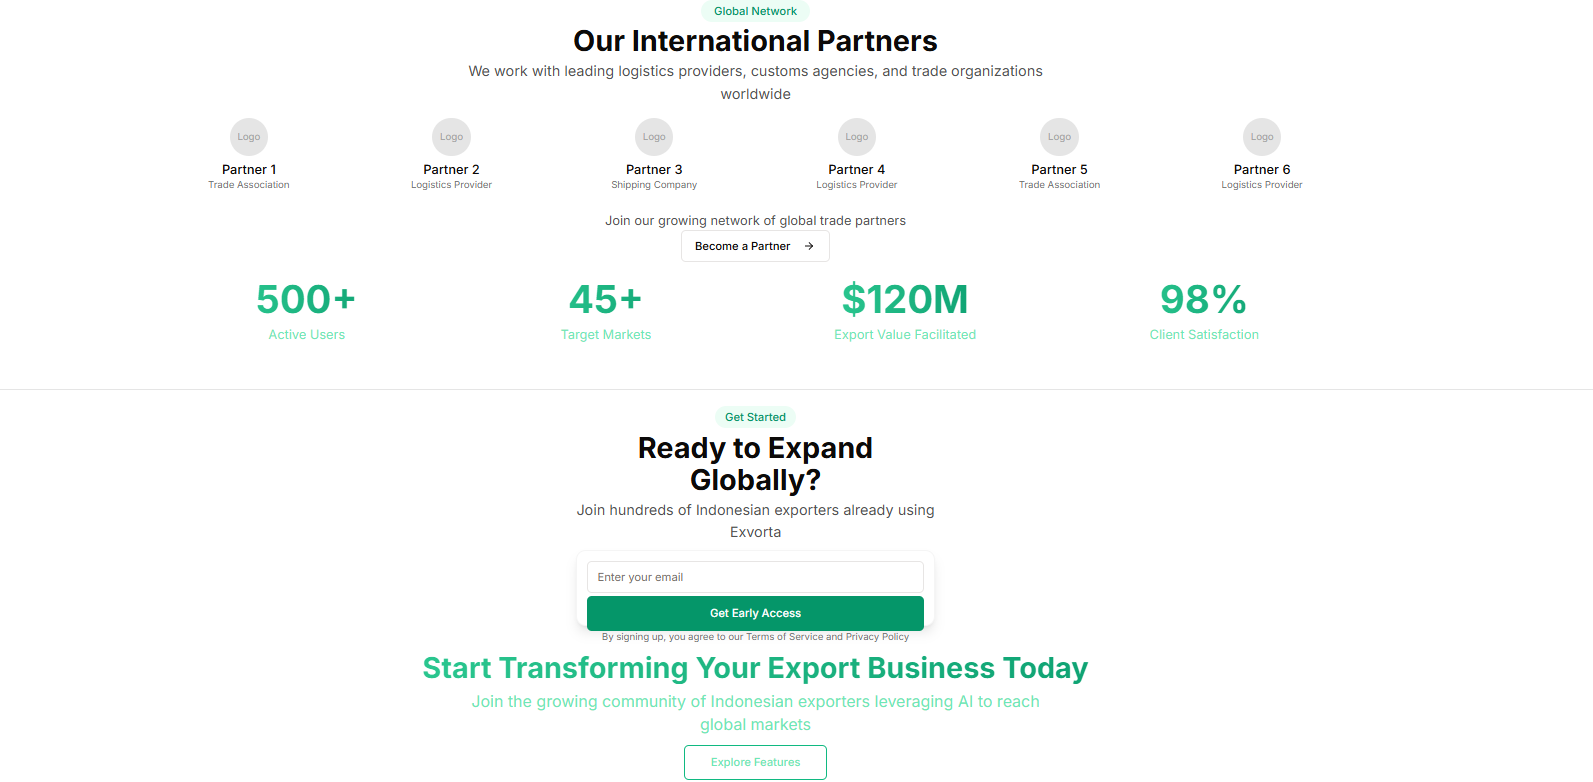 Global Network
Our International Partners
We work with leading logistics providers, customs agencies, and trade organizations
worldwide
Logo
Logo
Logo
Logo
Logo
Logo
Partner 1
Partner 2
Partner 3
Partner 4
Partner 5
Partner 6
Trade Association
Logistics Provider
Shipping Company
Logistics Provider
Trade Association
Logistics Provider
Join our growing network of global trade partners
Become a Partner →
500+
45+
$120M
98%
Active Users
Target Markets
Export Value Facilitated
Client Satisfaction
Get Started
Ready to Expand
Globally?
Join hundreds of Indonesian exporters already using
Exvorta
Enter your email
Get Early Access
By signing up, you agree to our Terms of Service and Privacy Policy
Start Transforming Your Export Business Today
Join the growing community of Indonesian exporters leveraging AI to reach
global markets
Explore Features